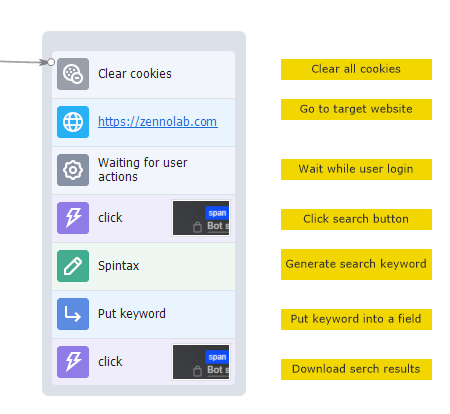 Clear cookies
Clear all cookies
https://zennolab.com
Go to target website
Waiting for user
actions
Wait while user login
click
span
Bot s
Click search button
Spintax
Generate search keyword
Put keyword
Put keyword into a field
click
span
Bot s
Download serch results